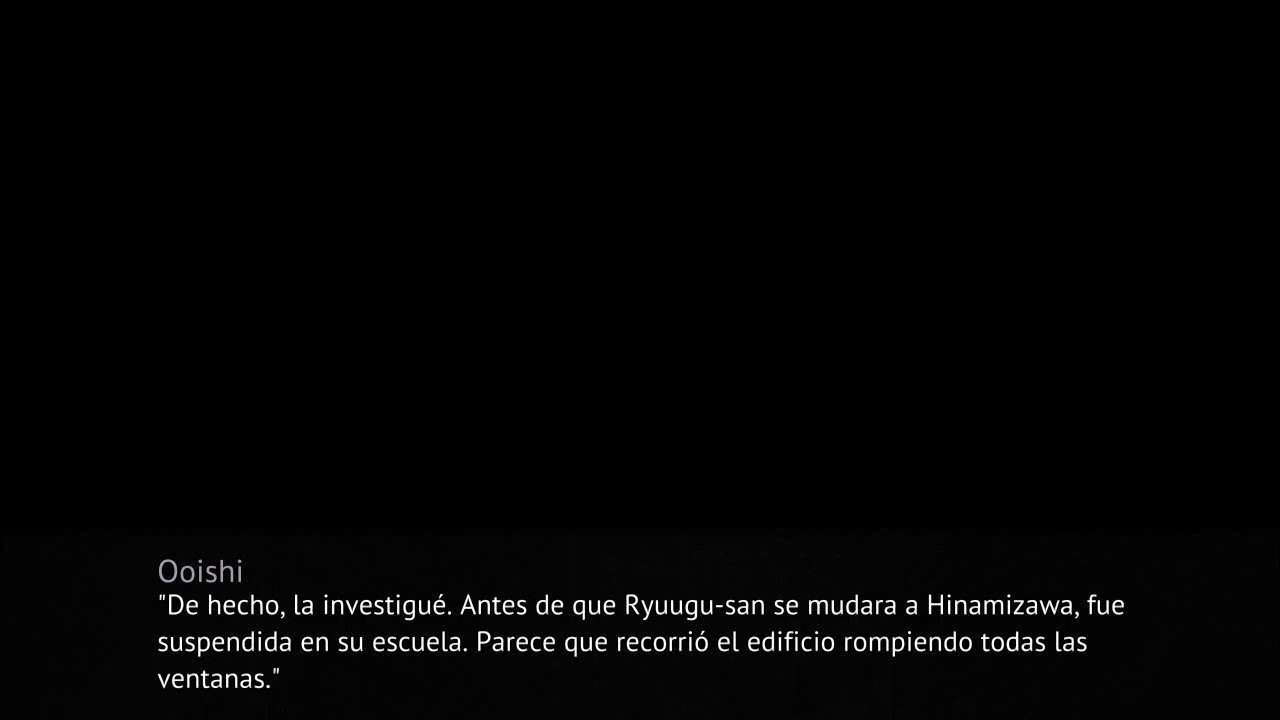 Ooishi
"De hecho, la investigué. Antes de que Ryuugu-san se mudara a Hinamizawa, fue
suspendida en su escuela. Parece que recorrió el edificio rompiendo todas las
ventanas."